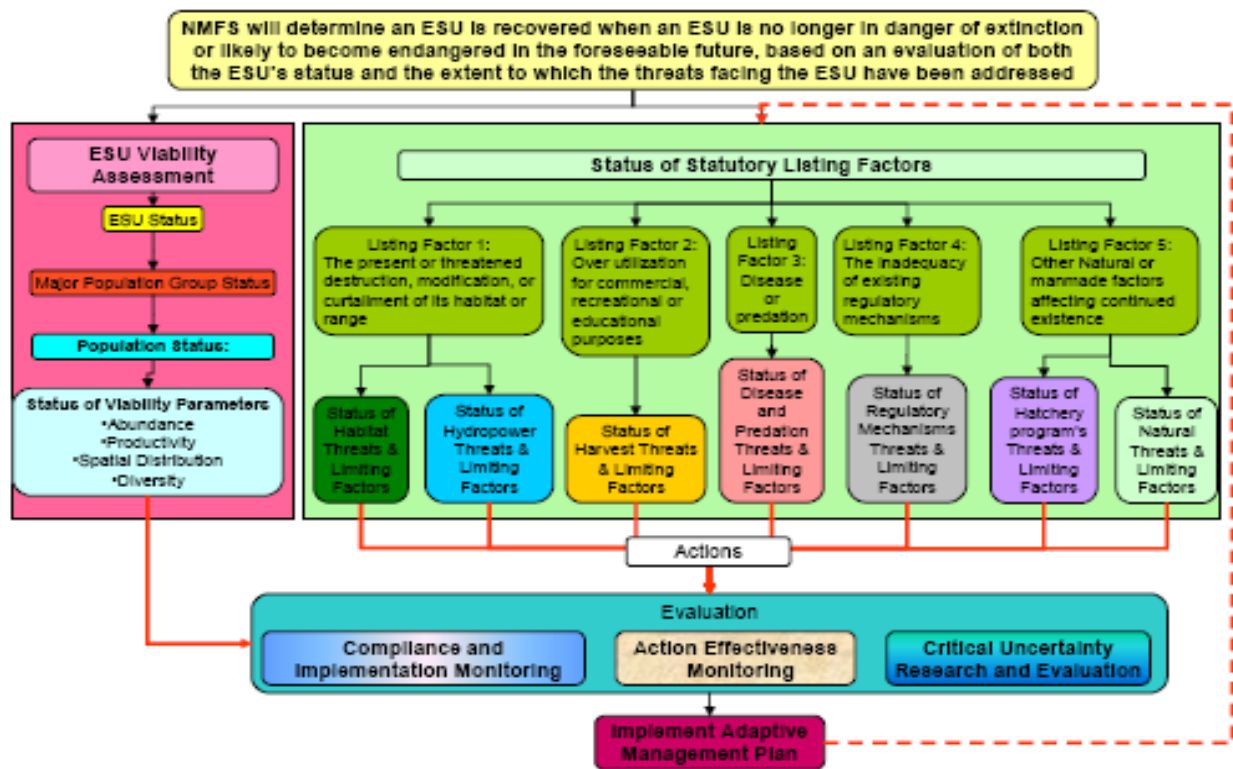 NMFS will determine an ESU is recovered when an ESU is no longer in danger of extinction
or likely to become endangered in the foreseeable future, based on an evaluation of both
the ESU's status and the extent to which the threats facing the ESU have been addressed
ESU Viability
Assessment
ESU Status
Major Population Group Status
Population Status:
Status of Viability Parameters
•Abundance
•Productivity
•Spatial Distribution
•Diversity
Status of Statutory Listing Factors
Listing Factor 1:
The present or threatened
destruction, modification, or
curtailment of its habitat or
range
Listing Factor 2:
Over utilization
for commercial,
recreational or
educational
purposes
Listing
Factor 3:
Disease
or
predation
Listing Factor 4:
The Inadequacy
of existing
regulatory
mechanisms
Listing Factor 5:
Other Natural or
manmade factors
affecting continued
existence
Status of
Habitat
Threats &
Limiting
Factors
Status of
Hydropower
Threats &
Limiting
Factors
Status of
Harvest Threats
& Limiting
Factors
Status of
Disease
and
Predation
Threats &
Limiting
Factors
Status of
Regulatory
Mechanisms
Threats &
Limiting
Factors
Status of
Hatchery
program's
Threats &
Limiting
Factors
Status of
Natural
Threats &
Limiting
Factors
Actions
Evaluation
Compliance and
Implementation Monitoring
Action Effectiveness
Monitoring
Critical Uncertainty
Research and Evaluation
Implement Adaptive
Management Plan